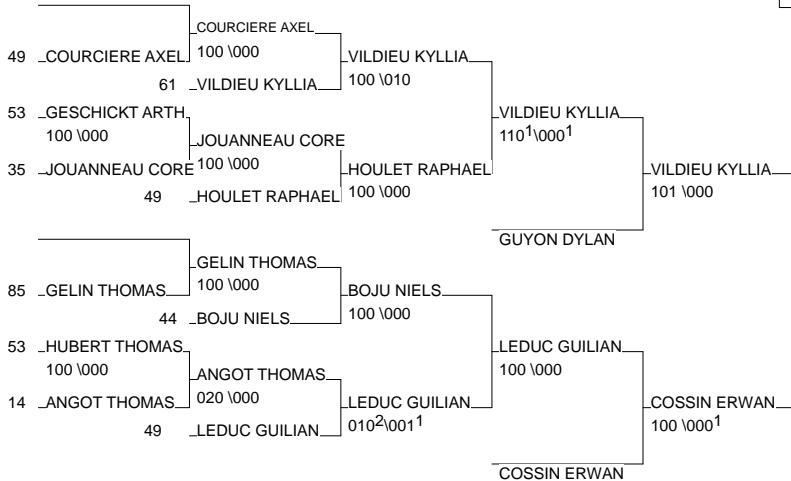 COURCIERE AXEL
49 COURCIERE AXEL 100 \000 VILDIEU KYLLIA
61 VILDIEU KYLLIA 100 \010
53 GESCHICKT ARTH VILDIEU KYLLIA
100 \000 JOUANNEAU CORE 110¹\000¹
35 JOUANNEAU CORE 100 \000 HOULET RAPHAEL VILDIEU KYLLIA
49 HOULET RAPHAEL 100 \000 101 \000
GUYON DYLAN
GELIN THOMAS
85 GELIN THOMAS 100 \000 BOJU NIELS
44 BOJU NIELS 100 \000
53 HUBERT THOMAS LEDUC GUILIAN
100 \000 ANGOT THOMAS 100 \000
14 ANGOT THOMAS 020 \000 LEDUC GUILIAN COSSIN ERWAN
49 LEDUC GUILIAN 010²\001¹ 100 \000¹
COSSIN ERWAN